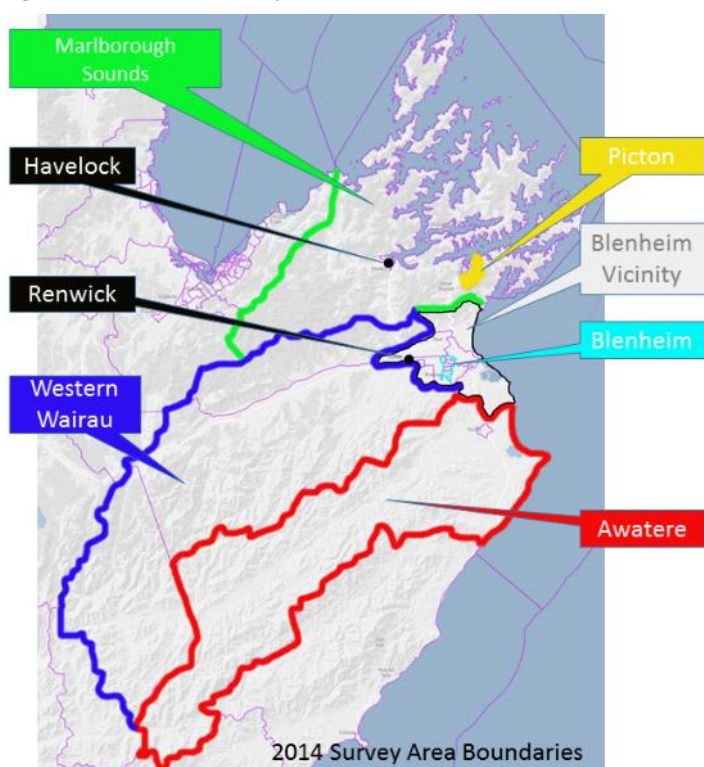 Marlborough
Sounds
Havelock
Picton
Blenheim
Vicinity
Renwick
Blenheim
Western
Wairau
Awatere
2014 Survey Area Boundaries